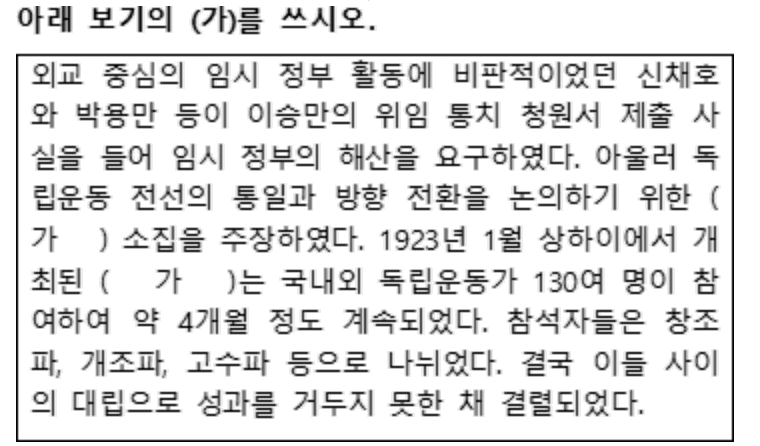 아래 보기의 (가)를 쓰시오.
외교 중심의 임시 정부 활동에 비판적이었던 신채호
와 박용만 등이 이승만의 위임 통치 청원서 제출 사
실을 들어 임시 정부의 해산을 요구하였다. 아울러 독
립운동 전선의 통일과 방향 전환을 논의하기 위한 (
가 ) 소집을 주장하였다. 1923년 1월 상하이에서 개
최된 ( 가 )는 국내외 독립운동가 130여 명이 참
여하여 약 4개월 정도 계속되었다. 참석자들은 창조
파, 개조파, 고수파 등으로 나뉘었다. 결국 이들 사이
의 대립으로 성과를 거두지 못한 채 결렬되었다.